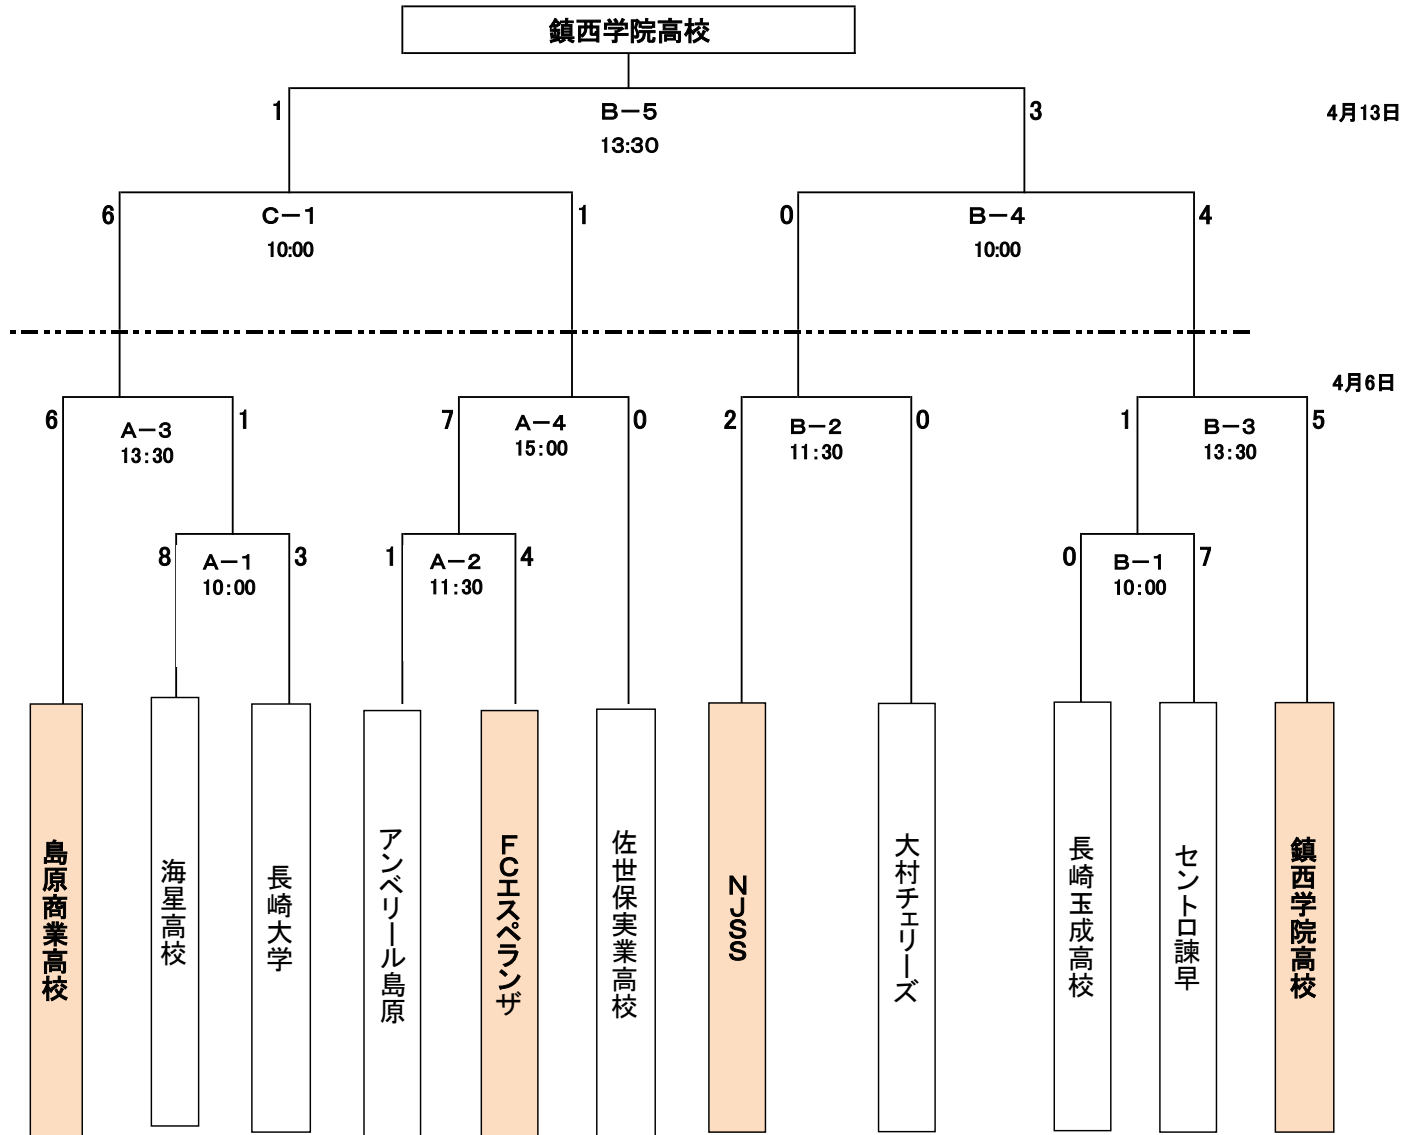 鎮西学院高校
1
B－5
3
4月13日
13:30
6
C－1
1
0
B－4
4
10:00
10:00
4月6日
6
A－3
1
7
A－4
0
2
B－2
0
1
B－3
5
13:30
15:00
11:30
13:30
8
A－1
3
1
A－2
4
0
B－1
7
10:00
11:30
10:00
島原商業高校
海星高校
長崎大学
アンベリール島原
FCエスペランザ
佐世保実業高校
NJSS
大村チェリーズ
長崎玉成高校
セントロ諫早
鎮西学院高校